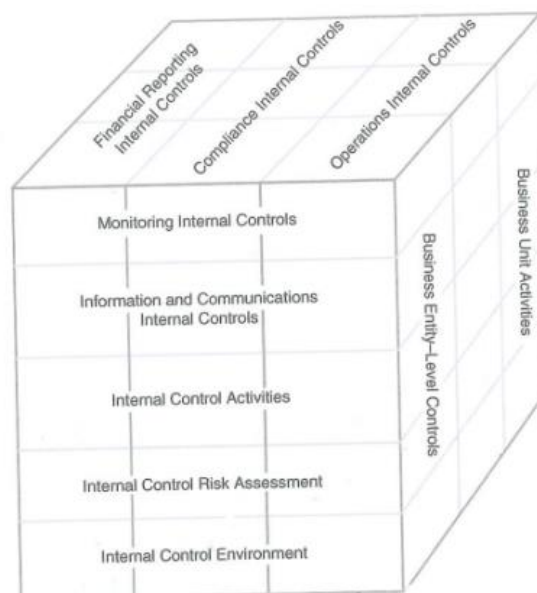 Financial Reporting
Internal Controls
Compliance Internal Controls
Operations Internal Controls
Monitoring Internal Controls
Information and Communications
Internal Controls
Internal Control Activities
Internal Control Risk Assessment
Internal Control Environment
Business Entity–Level Controls
Business Unit Activities